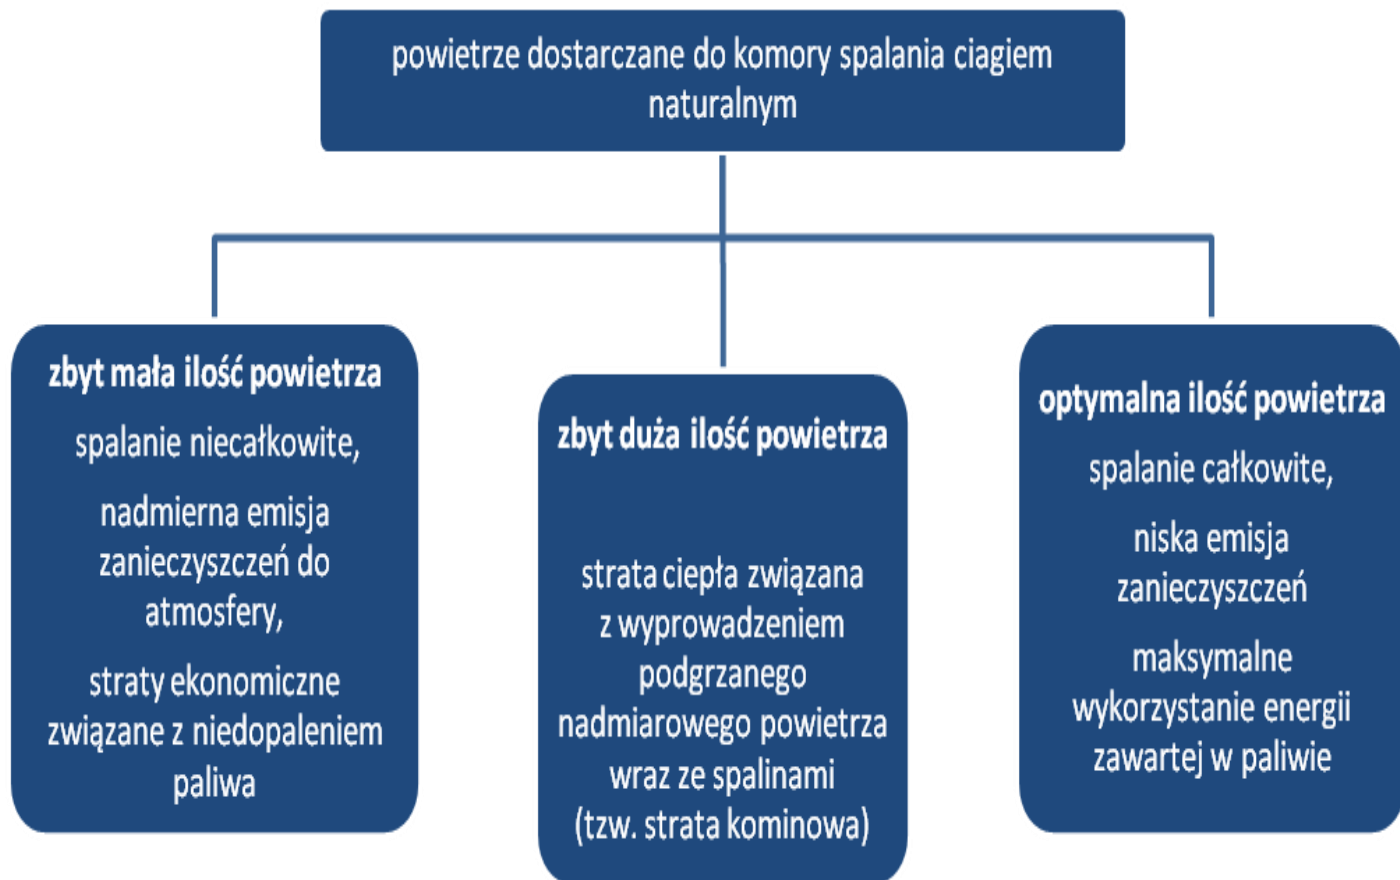 powietrze dostarczane do komory spalania ciagiem
naturalnym
zbyt mała ilość powietrza
spalanie niecałkowite,
nadmierna emisja
zanieczyszczeń do
atmosfery,
straty ekonomiczne
związane z niedopaleniem
paliwa
zbyt duża ilość powietrza
strata ciepła związana
z wyprowadzeniem
podgrzanego
nadmiarowego powietrza
wraz ze spalinami
(tzw. strata kominowa)
optymalna ilość powietrza
spalanie całkowite,
niska emisja
zanieczyszczeń
maksymalne
wykorzystanie energii
zawartej w paliwie